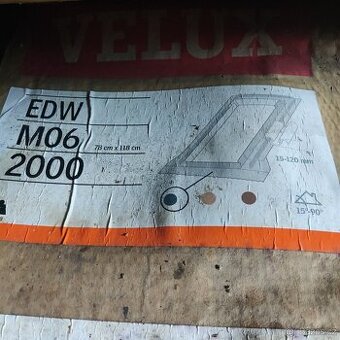 VELUX
EDW
M06 78 cm x 118 cm
2000
15-120 mm
15°-90°